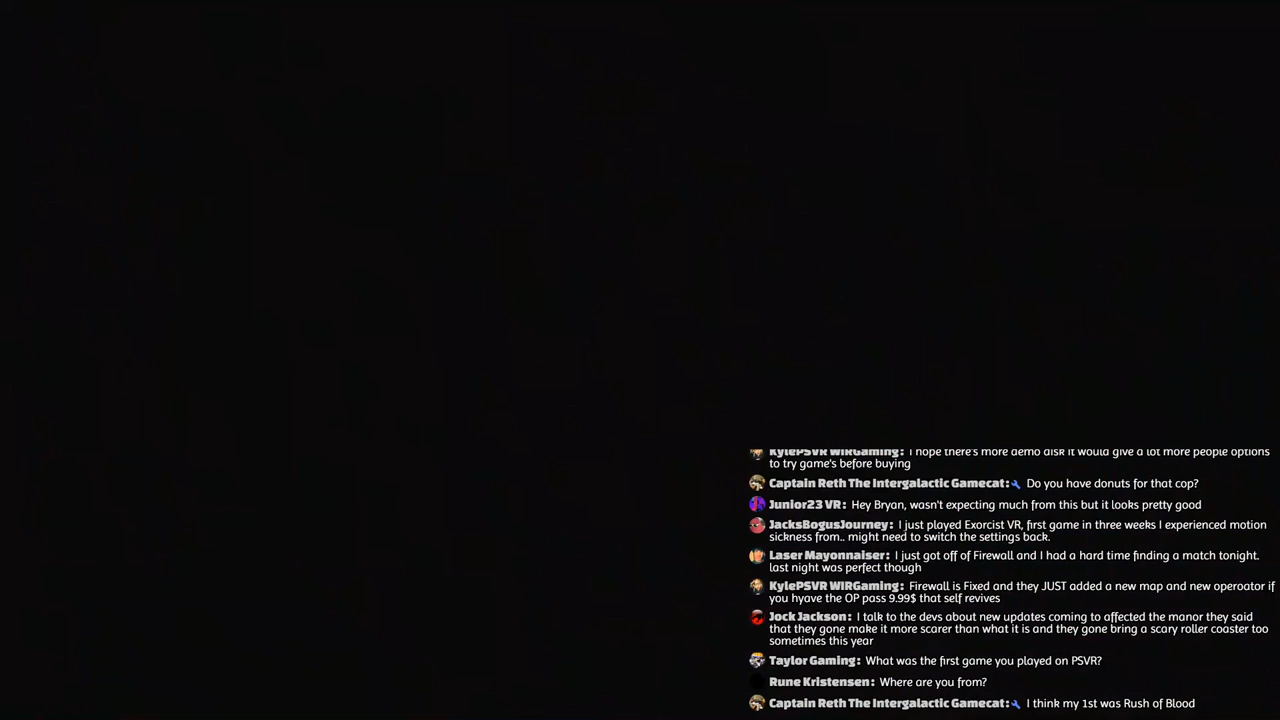 KylePSVR WIRGaming: I hope there's more demo disk it would give a lot more people options
to try game's before buying
Captain Reth The Intergalactic Gamecat: Do you have donuts for that cop?
Junior23 VR: Hey Bryan, wasn't expecting much from this but it looks pretty good
JacksBogusJourney: I just played Exorcist VR, first game in three weeks I experienced motion
sickness from.. might need to switch the settings back.
Laser Mayonnaiser: I just got off of Firewall and I had a hard time finding a match tonight.
last night was perfect though
KylePSVR WIRGaming: Firewall is Fixed and they JUST added a new map and new operoator if
you hyave the OP pass 9.99$ that self revives
Jock Jackson: I talk to the devs about new updates coming to affected the manor they said
that they gone make it more scarer than what it is and they gone bring a scary roller coaster too
sometimes this year
Taylor Gaming: What was the first game you played on PSVR?
Rune Kristensen: Where are you from?
Captain Reth The Intergalactic Gamecat: I think my 1st was Rush of Blood